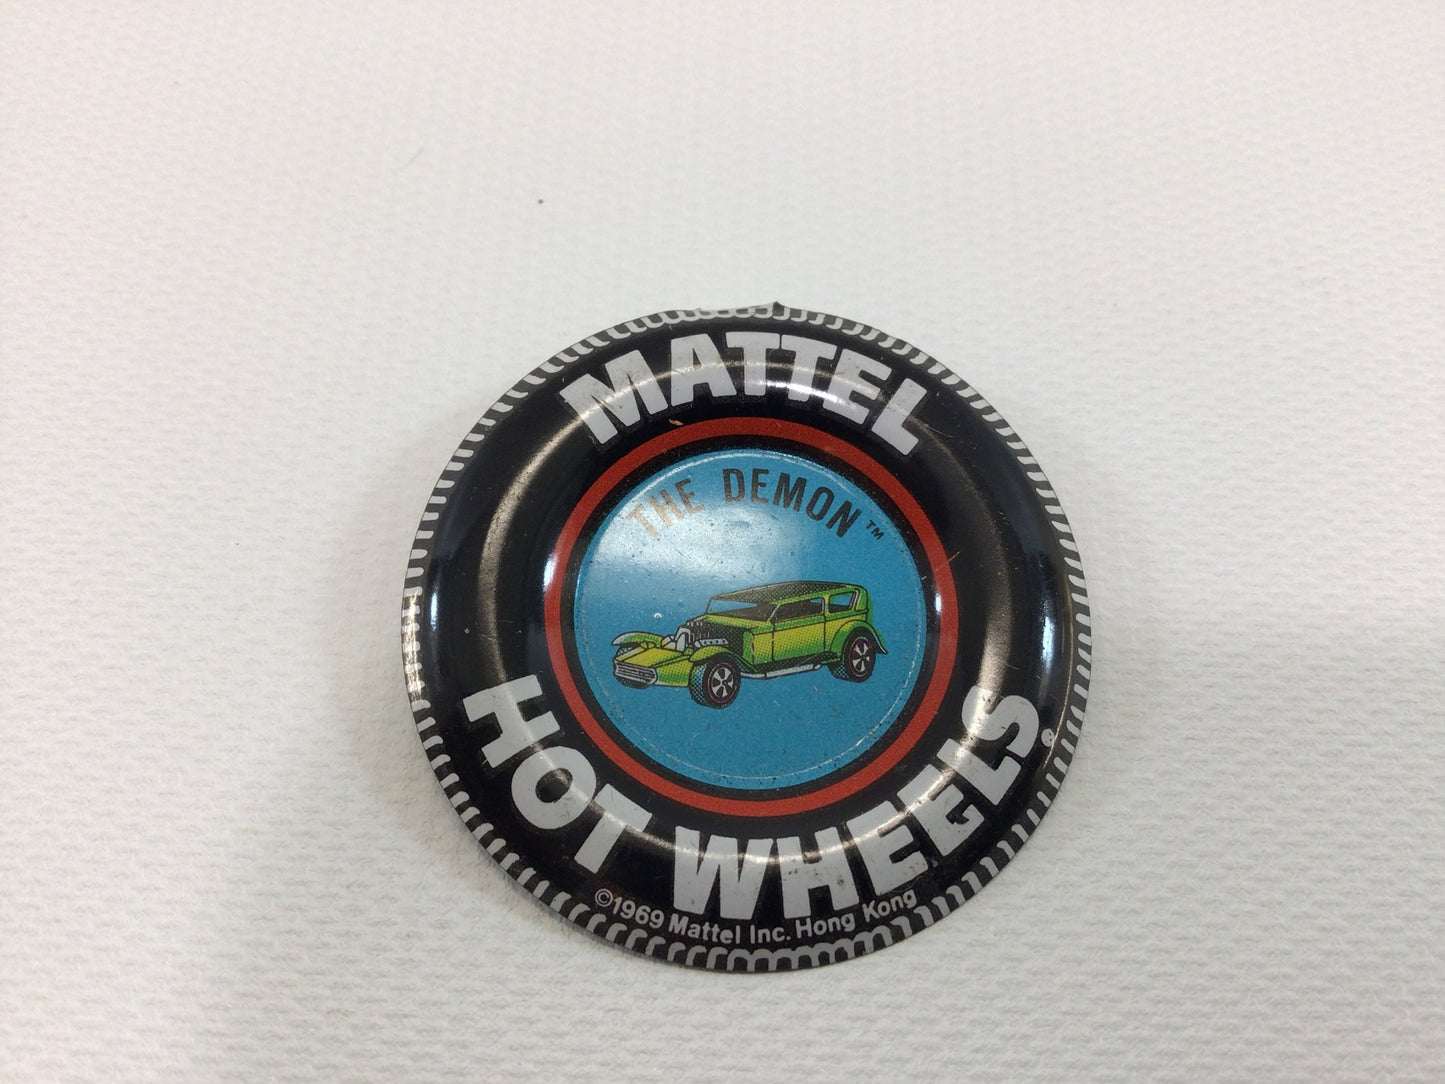 MATTEL
THE DEMON™
HOT WHEELS®
©1969 Mattel Inc. Hong Kong